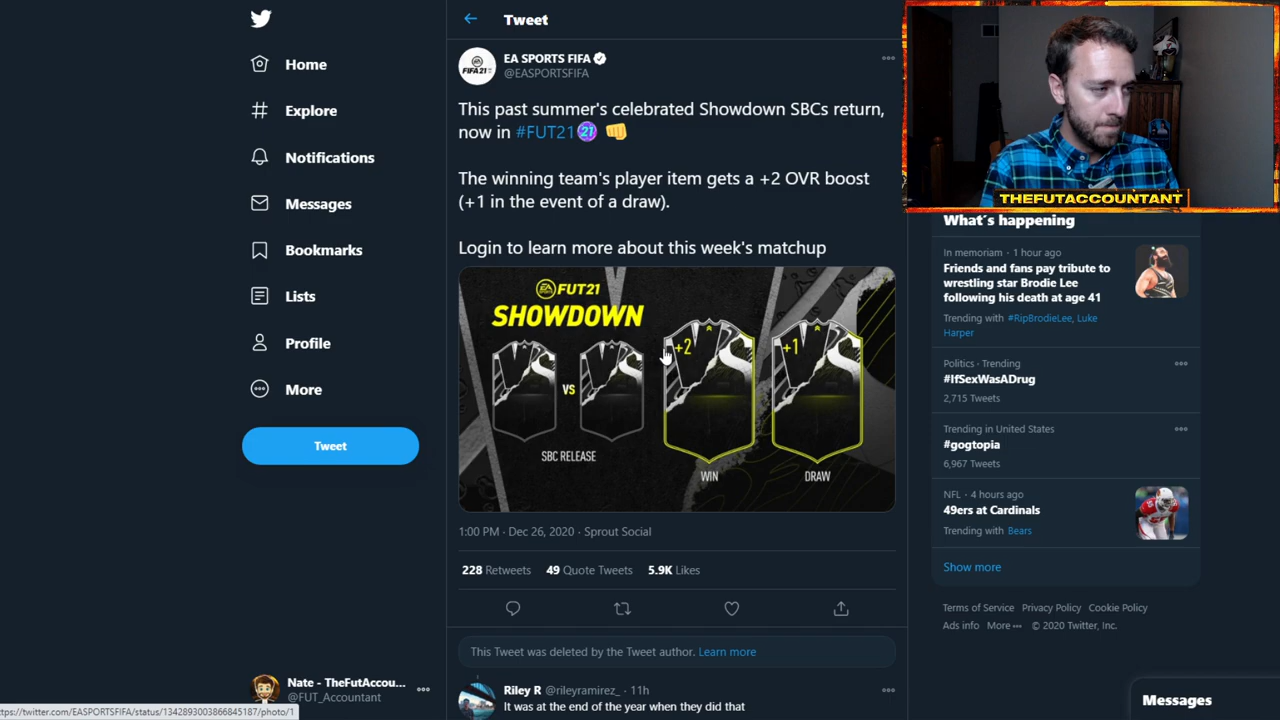 Home
Explore
Notifications
Messages
Bookmarks
Lists
Profile
More
Tweet
Nate - TheFutAccou...
@FUT_Accountant
ttps://twitter.com/EASPORTSFIFA/status/1342893003866845187/photo/1
Tweet
EA SPORTS FIFA
@EASPORTSFIFA
This past summer's celebrated Showdown SBCs return,
now in #FUT21
The winning team's player item gets a +2 OVR boost
(+1 in the event of a draw).
Login to learn more about this week's matchup
FUT21
SHOWDOWN
VS
+2
+1
SBC RELEASE
WIN
DRAW
1:00 PM · Dec 26, 2020 · Sprout Social
228 Retweets 49 Quote Tweets 5.9K Likes
This Tweet was deleted by the Tweet author. Learn more
Riley R @rileyramirez_ · 11h
It was at the end of the year when they did that
THEFUTACCOUNTANT
What's happening
In memoriam · 1 hour ago
Friends and fans pay tribute to
wrestling star Brodie Lee
following his death at age 41
Trending with #RipBrodieLee, Luke
Harper
Politics · Trending
#IfSexWasADrug
2,715 Tweets
Trending in United States
#gogtopia
6,967 Tweets
NFL · 4 hours ago
49ers at Cardinals
Trending with Bears
Show more
Terms of Service Privacy Policy Cookie Policy
Ads info More ··· © 2020 Twitter, Inc.
Messages